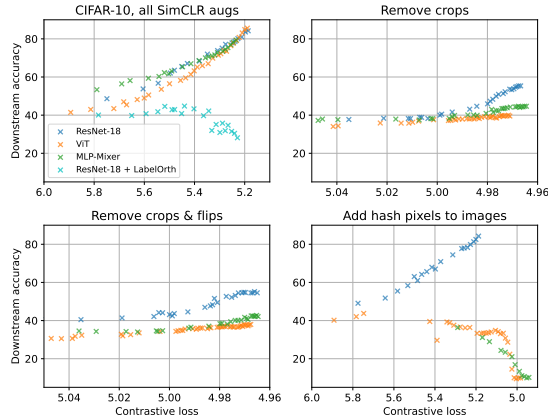 CIFAR-10, all SimCLR augs
Remove crops
Downstream accuracy
80
60
40
20
ResNet-18
ViT
MLP-Mixer
ResNet-18 + LabelOrth
6.0 5.8 5.6 5.4 5.2
80
60
40
20
5.04 5.02 5.00 4.98 4.96
Remove crops & flips
Add hash pixels to images
Downstream accuracy
80
60
40
20
5.04 5.02 5.00 4.98 4.96
Contrastive loss
80
60
40
20
6.0 5.8 5.6 5.4 5.2 5.0
Contrastive loss